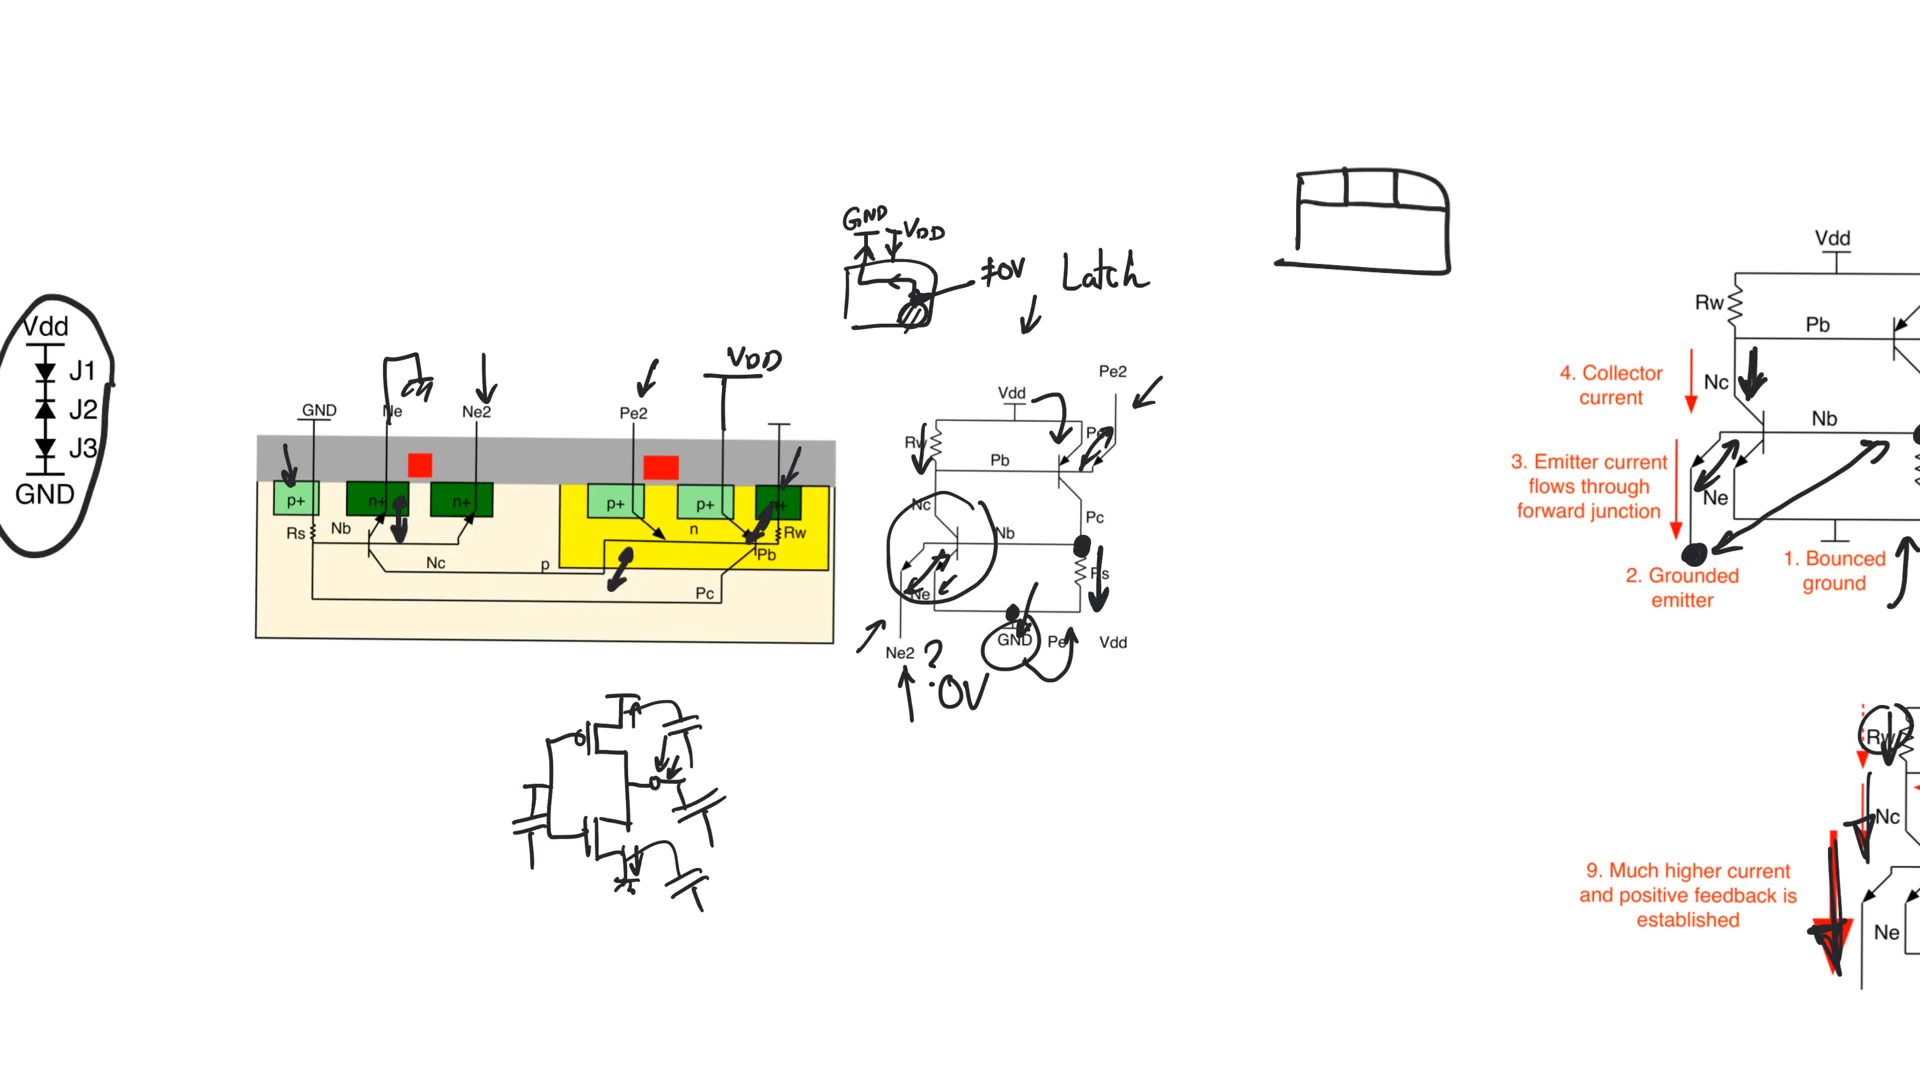 Vdd
J1
J2
J3
GND
GND
Ne
Ne2
Pe2
VDD
p+
n+
n+
p+
p+
n
Rs
Nb
Nc
p
Pb
Rw
Pc
GND
VDD
≠0V
Latch
Vdd
Pe2
Pb
Nc
Nb
Pc
Rs
Ne
GND
Pe
Vdd
Ne2
? 0V
Vdd
Rw
Pb
4. Collector
current
Nc
Nb
3. Emitter current
flows through
forward junction
Ne
2. Grounded
emitter
1. Bounced
ground
Rw
Nc
9. Much higher current
and positive feedback is
established
Ne